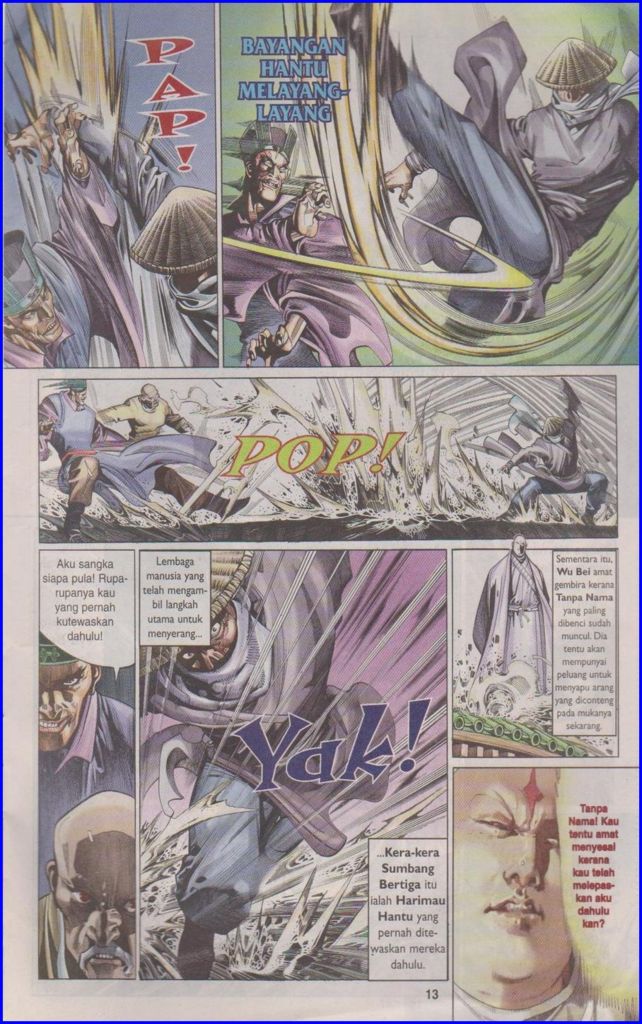 PAP!
BAYANGAN
HANTU
MELAYANG-
LAYANG
POP!
Aku sangka
siapa pula! Rupa-
rupanya kau
yang pernah
kutewaskan
dahulu!
Lembaga
manusia yang
telah mengam-
bil langkah
utama untuk
menyerang...
Yak!
...Kera-kera
Sumbang
Bertiga itu
ialah Harimau
Hantu yang
pernah dite-
waskan mereka
dahulu.
Sementara itu,
Wu Bei amat
gembira kerana
Tanpa Nama
yang paling
dibenci sudah
muncul. Dia
tentu akan
mempunyai
peluang untuk
menyapu arang
yang diconteng
pada mukanya
sekarang.
Tanpa
Nama! Kau
tentu amat
menyesal
kerana
kau telah
melepas-
kan aku
dahulu
kan?
13